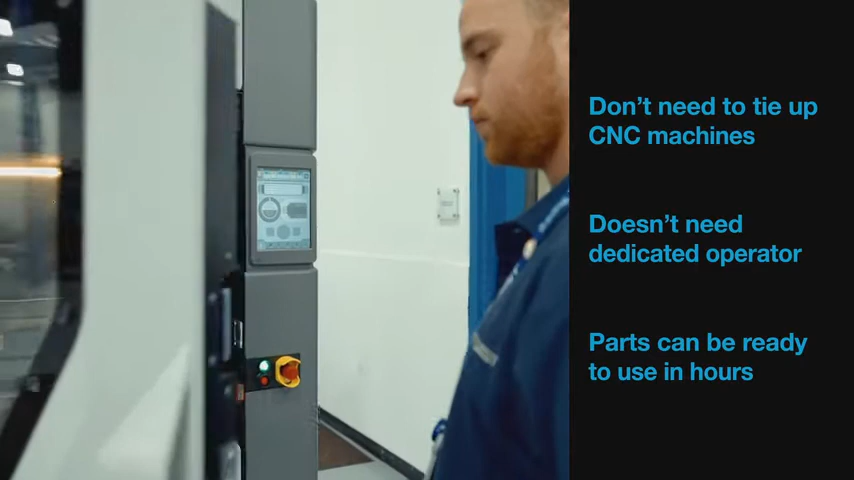 Don't need to tie up
CNC machines
Doesn't need
dedicated operator
Parts can be ready
to use in hours